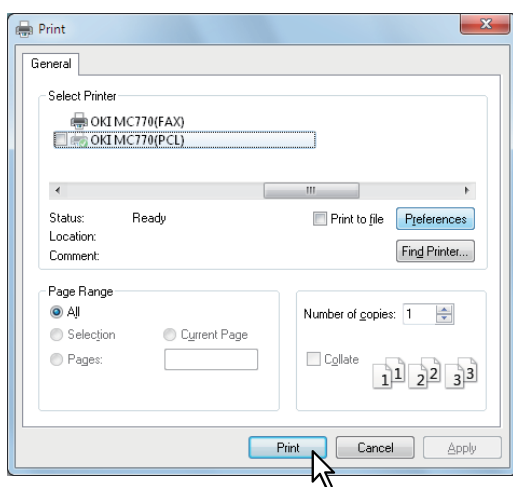 Print
General
Select Printer
OKI MC770(FAX)
OKI MC770(PCL)
Status: Ready
Print to file
Preferences
Location:
Comment:
Find Printer...
Page Range
All
Selection
Current Page
Pages:
Number of copies: 1
Collate
1 1 2 2 3 3
Print
Cancel
Apply